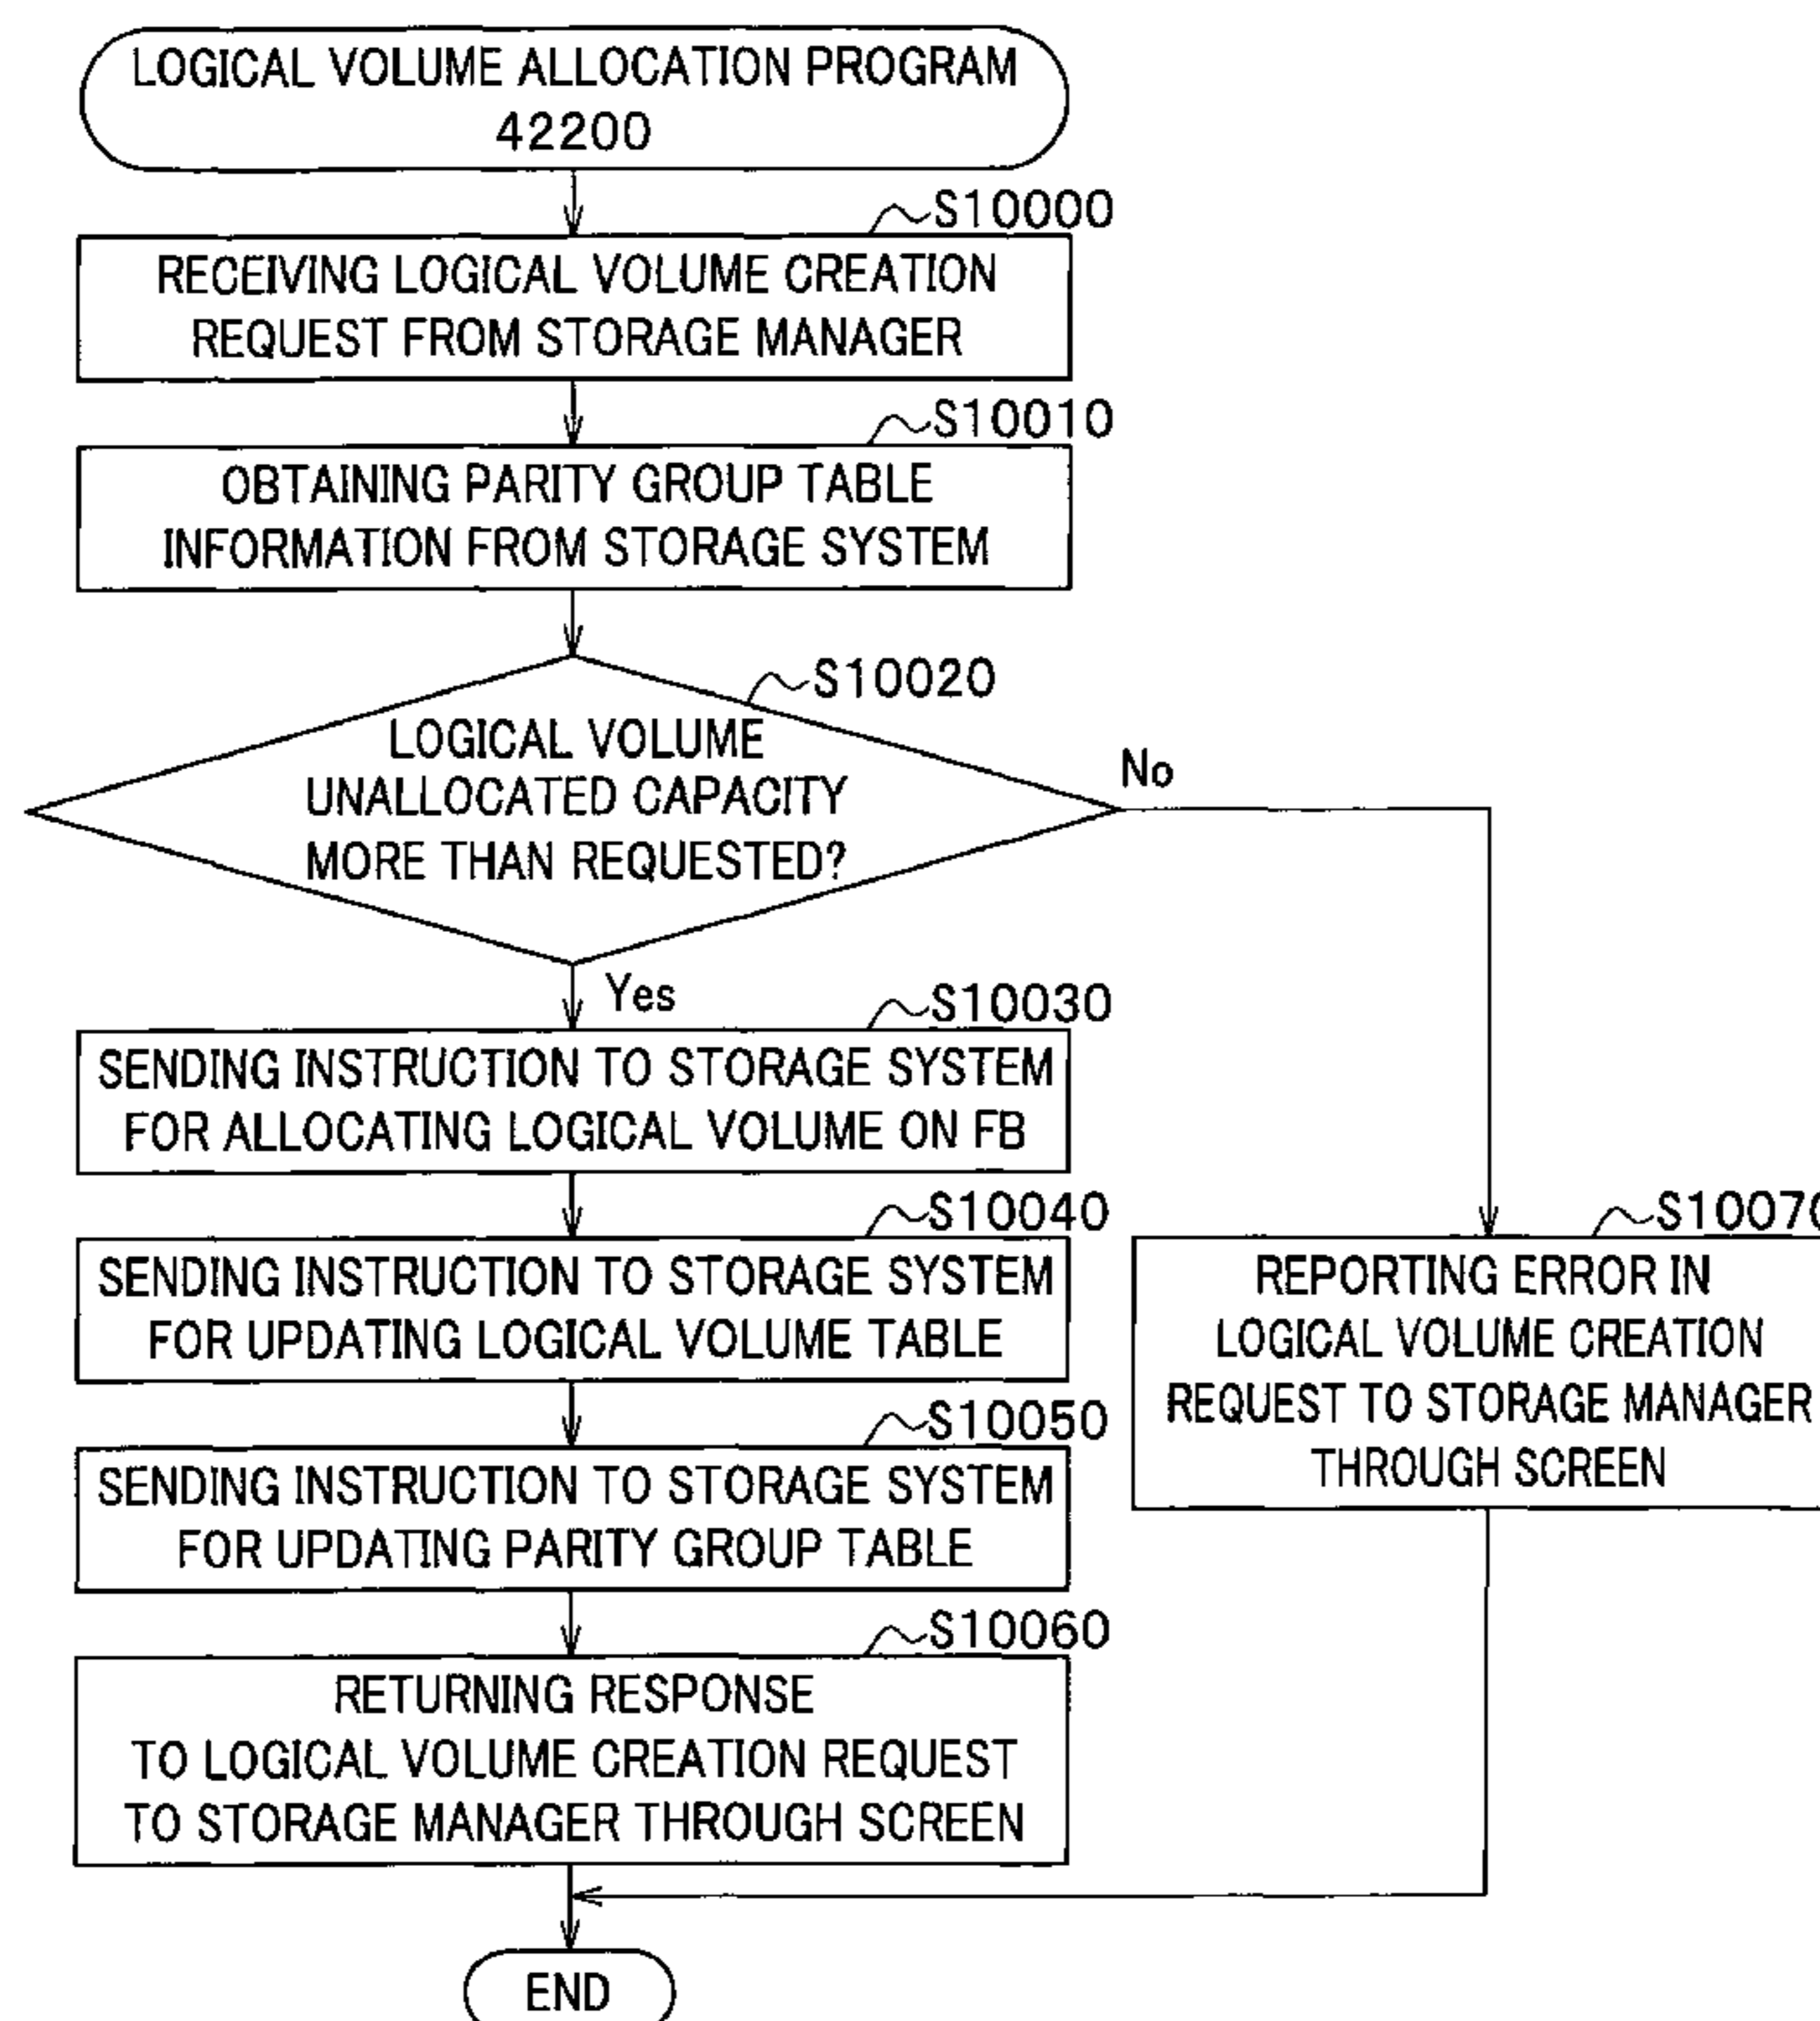 LOGICAL VOLUME ALLOCATION PROGRAM
42200
S10000
RECEIVING LOGICAL VOLUME CREATION
REQUEST FROM STORAGE MANAGER
S10010
OBTAINING PARITY GROUP TABLE
INFORMATION FROM STORAGE SYSTEM
S10020
LOGICAL VOLUME
UNALLOCATED CAPACITY
MORE THAN REQUESTED?
No
Yes
S10030
SENDING INSTRUCTION TO STORAGE SYSTEM
FOR ALLOCATING LOGICAL VOLUME ON FB
S10040
SENDING INSTRUCTION TO STORAGE SYSTEM
FOR UPDATING LOGICAL VOLUME TABLE
S10050
SENDING INSTRUCTION TO STORAGE SYSTEM
FOR UPDATING PARITY GROUP TABLE
S10060
RETURNING RESPONSE
TO LOGICAL VOLUME CREATION REQUEST
TO STORAGE MANAGER THROUGH SCREEN
S10070
REPORTING ERROR IN
LOGICAL VOLUME CREATION
REQUEST TO STORAGE MANAGER
THROUGH SCREEN
END